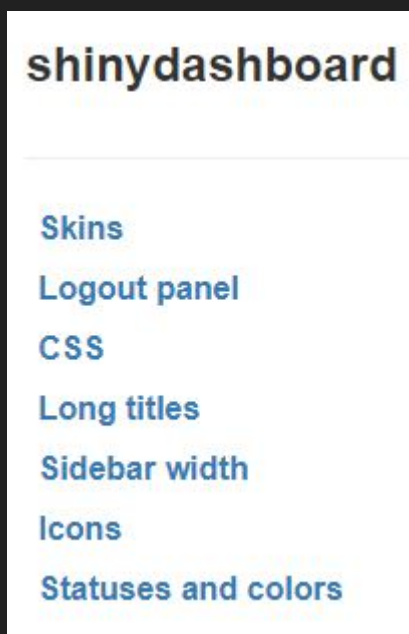 shinydashboard
Skins
Logout panel
CSS
Long titles
Sidebar width
Icons
Statuses and colors